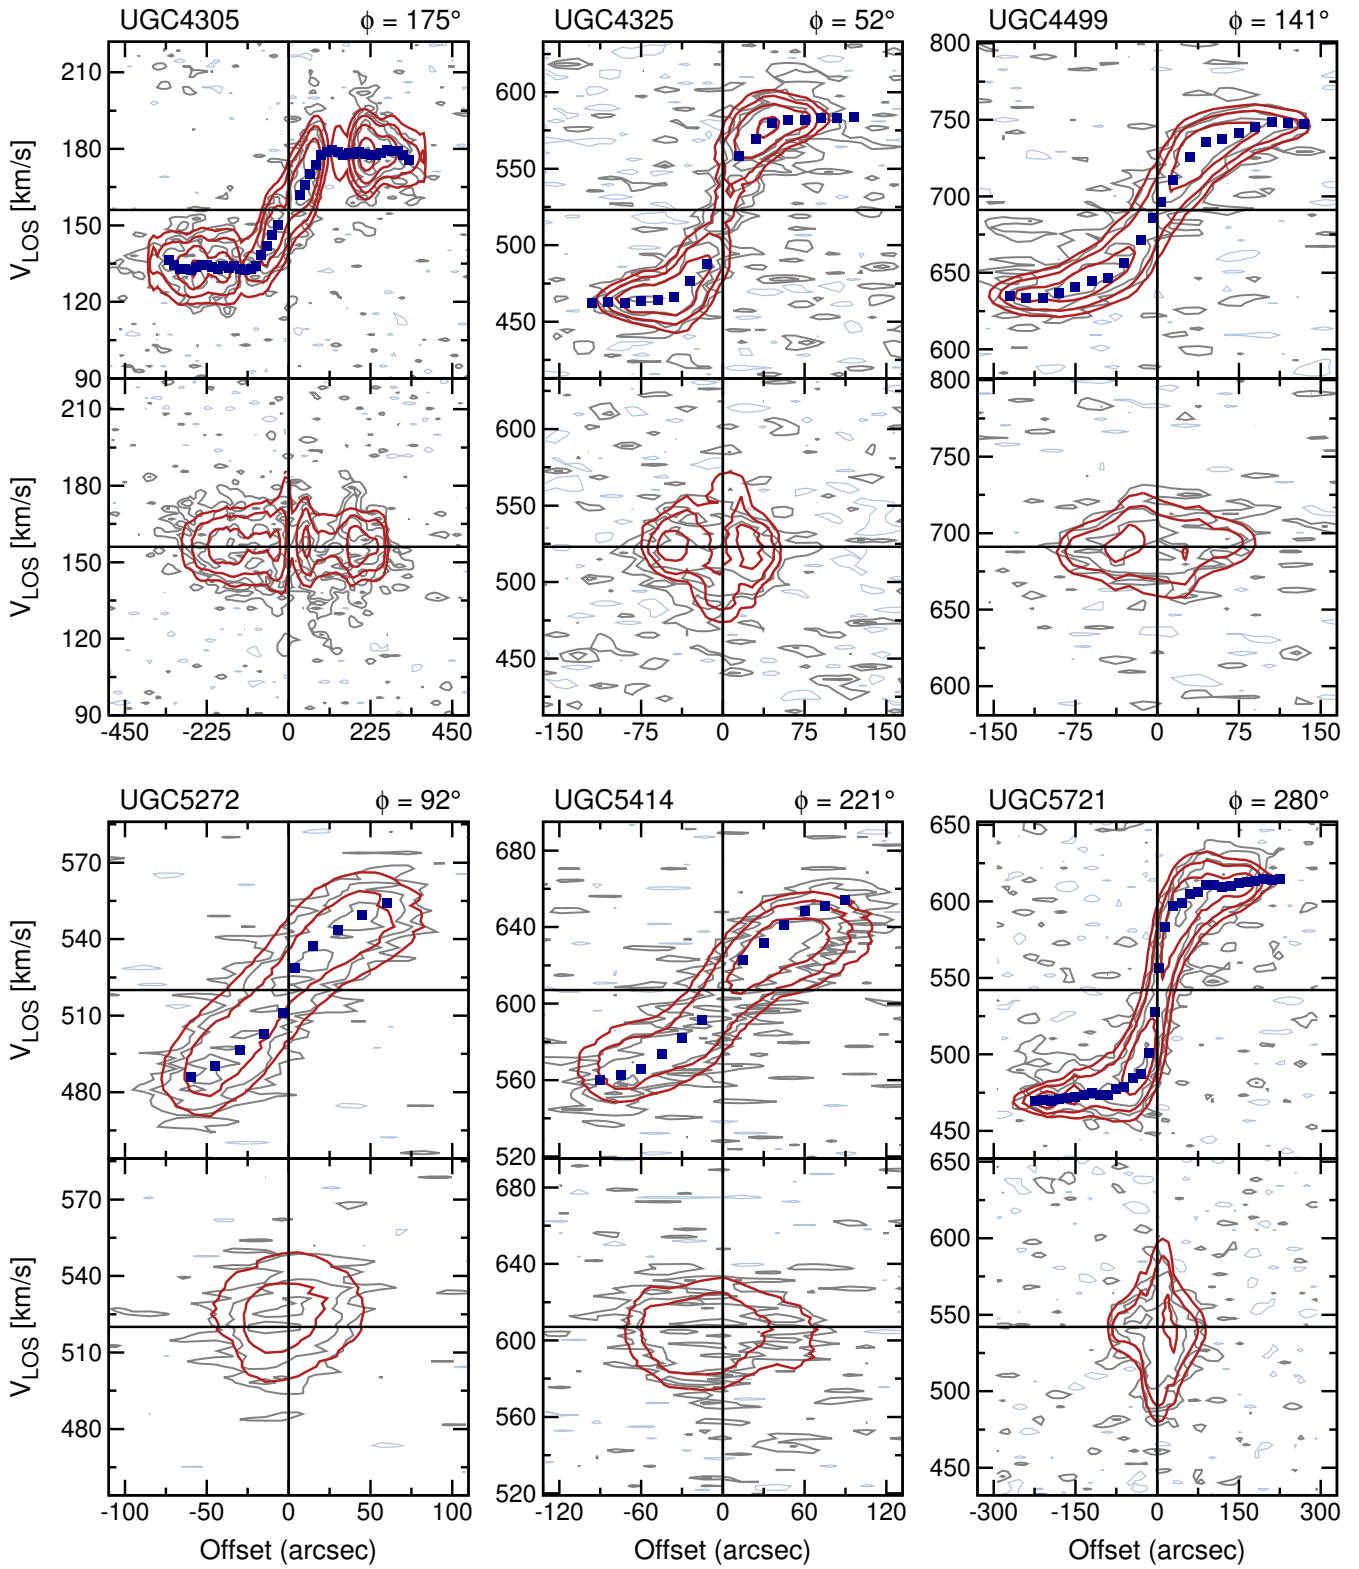 UGC4305 ϕ = 175° UGC4325 ϕ = 52° UGC4499 ϕ = 141°
210 600 800
180 550 750
150 500 700
120 450 650
90 600
V_LOS [km/s]
90 800
210 600 750
180 550 700
150 500 650
120 450 600
90
V_LOS [km/s]
-450 -225 0 225 450 -150 -75 0 75 150 -150 -75 0 75 150
UGC5272 ϕ = 92° UGC5414 ϕ = 221° UGC5721 ϕ = 280°
570 680 650
540 640 600
510 600 550
480 560 500
520 450
V_LOS [km/s]
570 680 650
540 640 600
510 600 550
480 560 500
520 450
V_LOS [km/s]
-100 -50 0 50 100 -120 -60 0 60 120 -300 -150 0 150 300
Offset (arcsec) Offset (arcsec) Offset (arcsec)